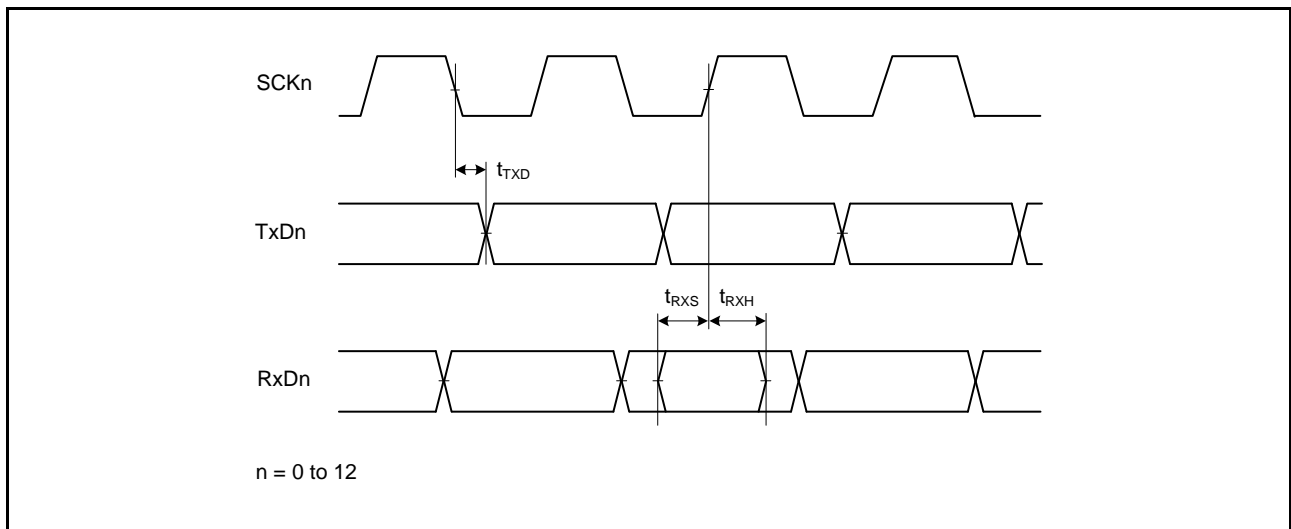 SCKn
tTXD
TxDn
tRXS tRXH
RxDn
n = 0 to 12